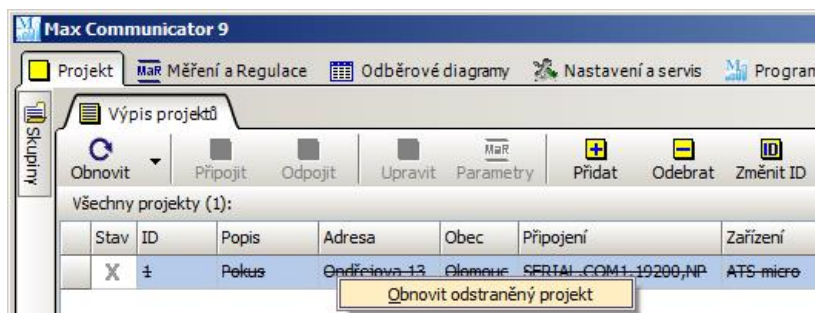 Max Communicator 9
Projekt MaR Měření a Regulace Odběrové diagramy Nastavení a servis Program
Skupiny
Výpis projektů
Obnovit Připojit Odpojit Upravit MaR Parametry Přidat Odebrat ID Změnit ID
Všechny projekty (1):
Stav ID Popis Adresa Obec Připojení Zařízení
X 1 Pokus Ondřejova 13 Olomouc SERIAL,COM1,19200,NP ATS micro
Obnovit odstraněný projekt